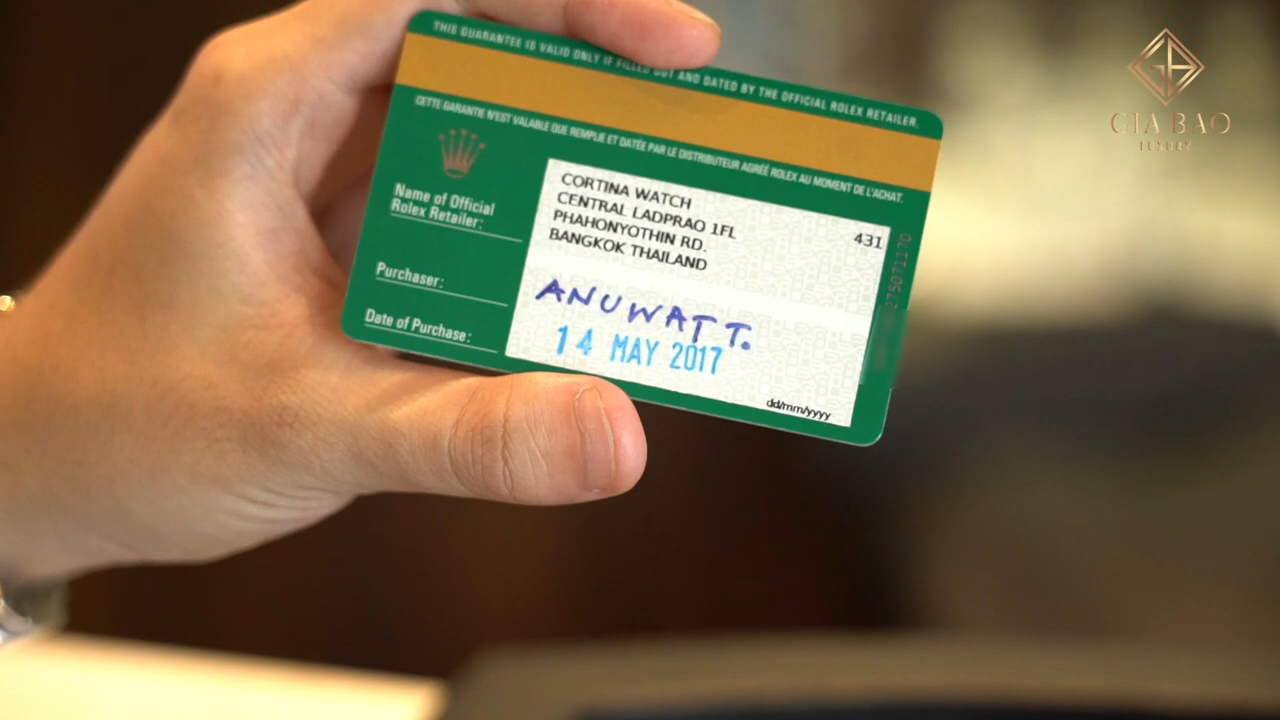 THIS GUARANTEE IS VALID ONLY IF FILLED OUT AND DATED BY THE OFFICIAL ROLEX RETAILER.
CETTE GARANTIE N'EST VALABLE QUE REMPLIE ET DATÉE PAR LE DISTRIBUTEUR AGRÉÉ ROLEX AU MOMENT DE L'ACHAT.
Name of Official
Rolex Retailer:
CORTINA WATCH
CENTRAL LADPRAO 1FL
PHAHONYOTHIN RD.
BANGKOK THAILAND
431
Purchaser:
ANUWAT T.
Date of Purchase:
14 MAY 2017
dd/mm/yyyy
GIA BAO
LUXURY